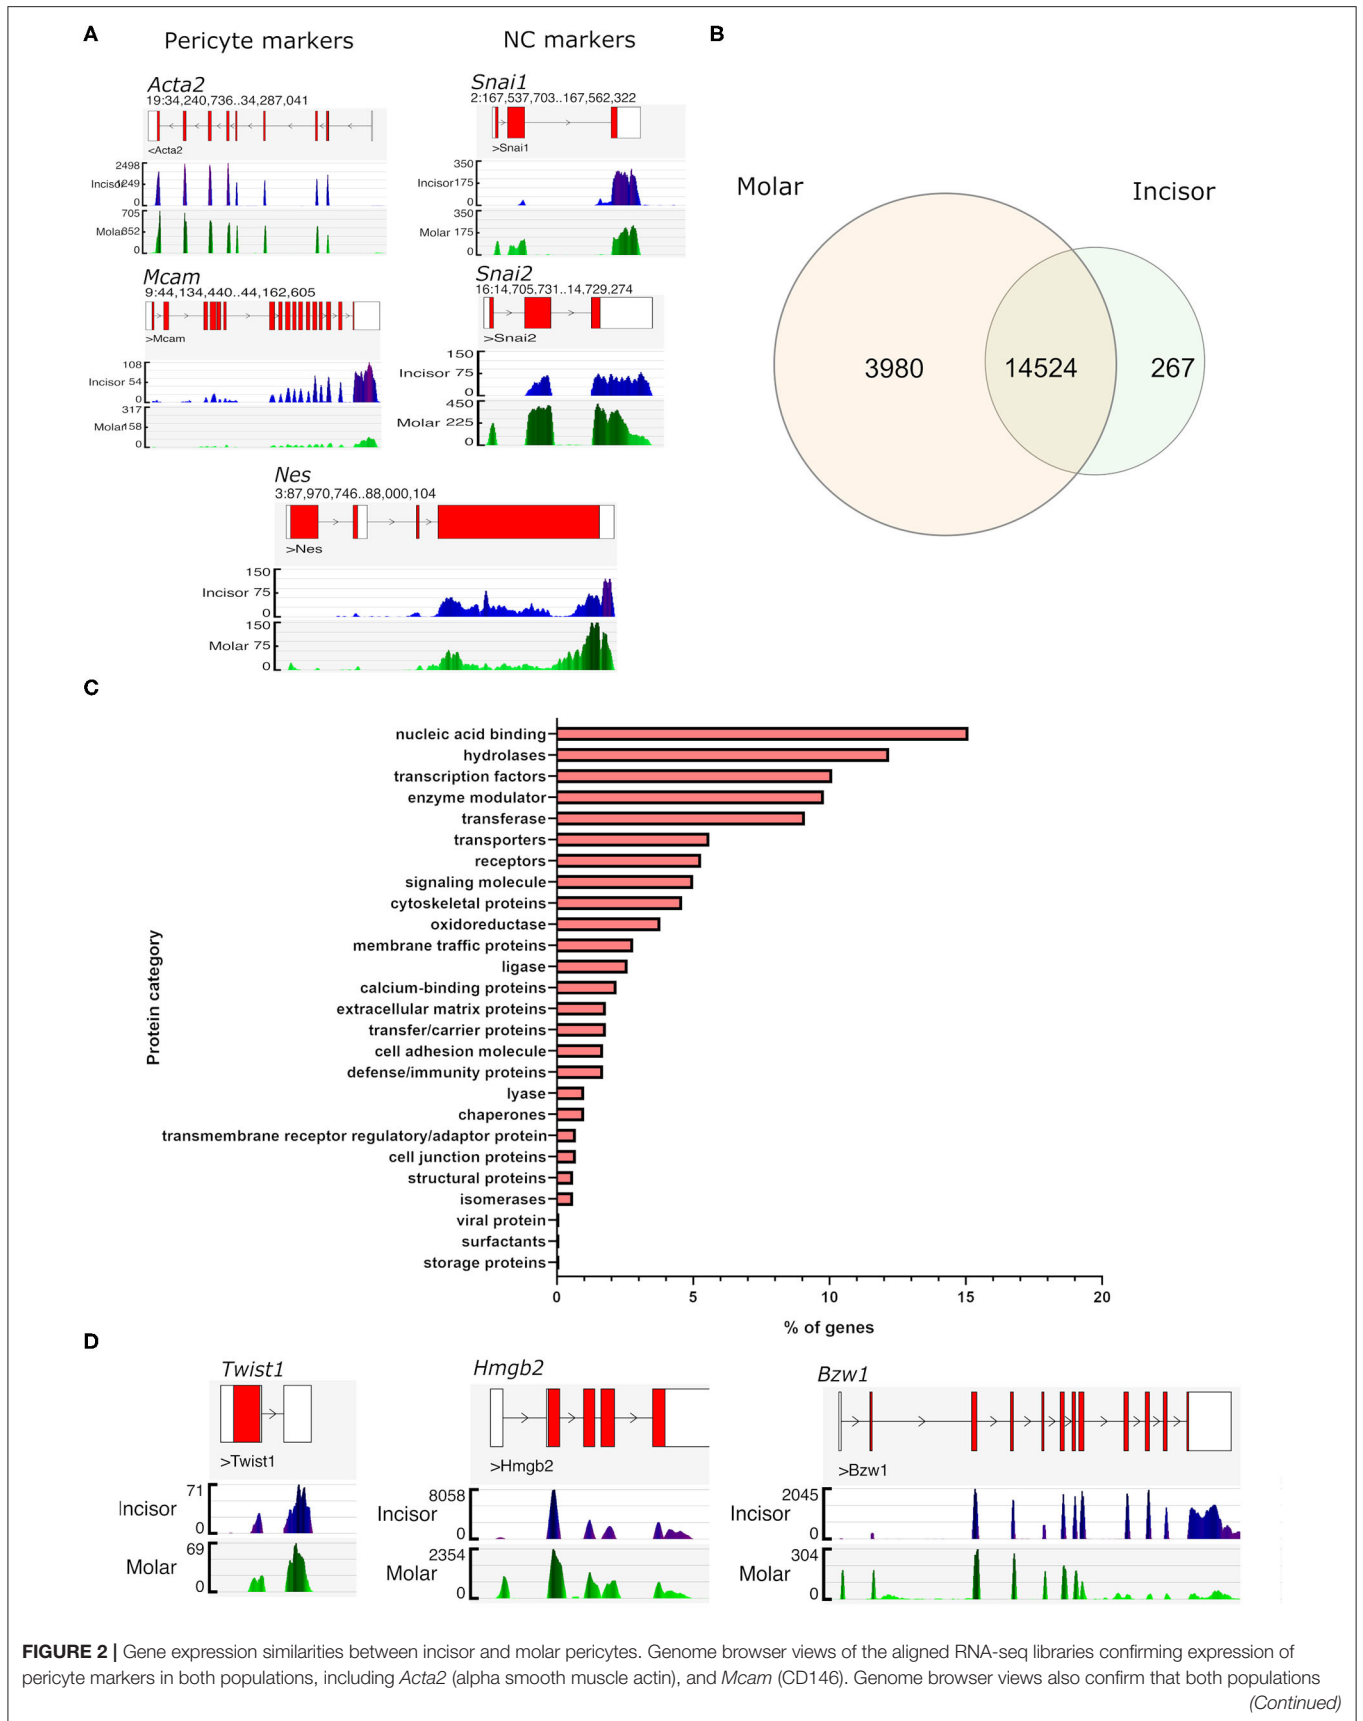 A
Pericyte markers
NC markers
Acta2
19:34,240,736..34,287,041
<Acta2
2498
Incisor 1249
0
705
Molar 352
0
Snai1
2:167,537,703..167,562,322
>Snai1
350
Incisor 175
0
350
Molar 175
0
Mcam
9:44,134,440..44,162,605
>Mcam
108
Incisor 54
0
317
Molar 158
0
Snai2
16:14,705,731..14,729,274
>Snai2
150
Incisor 75
0
450
Molar 225
0
Nes
3:87,970,746..88,000,104
>Nes
150
Incisor 75
0
150
Molar 75
0
B
Molar
Incisor
3980
14524
267
C
Protein category
nucleic acid binding
hydrolases
transcription factors
enzyme modulator
transferase
transporters
receptors
signaling molecule
cytoskeletal proteins
oxidoreductase
membrane traffic proteins
ligase
calcium-binding proteins
extracellular matrix proteins
transfer/carrier proteins
cell adhesion molecule
defense/immunity proteins
lyase
chaperones
transmembrane receptor regulatory/adaptor protein
cell junction proteins
structural proteins
isomerases
viral protein
surfactants
storage proteins
0 5 10 15 20
% of genes
D
Twist1
>Twist1
71
Incisor
0
69
Molar
0
Hmgb2
>Hmgb2
8058
Incisor
0
2354
Molar
0
Bzw1
>Bzw1
2045
Incisor
0
304
Molar
0
FIGURE 2 | Gene expression similarities between incisor and molar pericytes. Genome browser views of the aligned RNA-seq libraries confirming expression of
pericyte markers in both populations, including Acta2 (alpha smooth muscle actin), and Mcam (CD146). Genome browser views also confirm that both populations
(Continued)